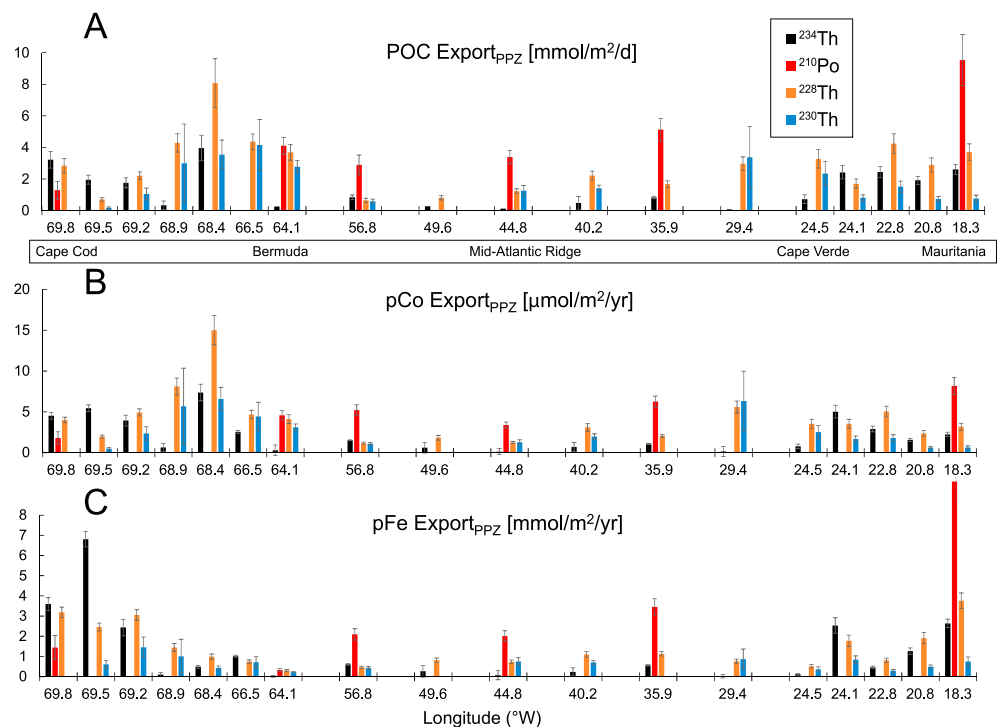 A
POC Export_PPZ [mmol/m²/d]
²³⁴Th
²¹⁰Po
²²⁸Th
²³⁰Th
10
8
6
4
2
0
69.8 69.5 69.2 68.9 68.4 66.5 64.1 56.8 49.6 44.8 40.2 35.9 29.4 24.5 24.1 22.8 20.8 18.3
Cape Cod Bermuda Mid-Atlantic Ridge Cape Verde Mauritania
B
pCo Export_PPZ [µmol/m²/yr]
20
15
10
5
0
69.8 69.5 69.2 68.9 68.4 66.5 64.1 56.8 49.6 44.8 40.2 35.9 29.4 24.5 24.1 22.8 20.8 18.3
C
pFe Export_PPZ [mmol/m²/yr]
8
7
6
5
4
3
2
1
0
69.8 69.5 69.2 68.9 68.4 66.5 64.1 56.8 49.6 44.8 40.2 35.9 29.4 24.5 24.1 22.8 20.8 18.3
Longitude (°W)